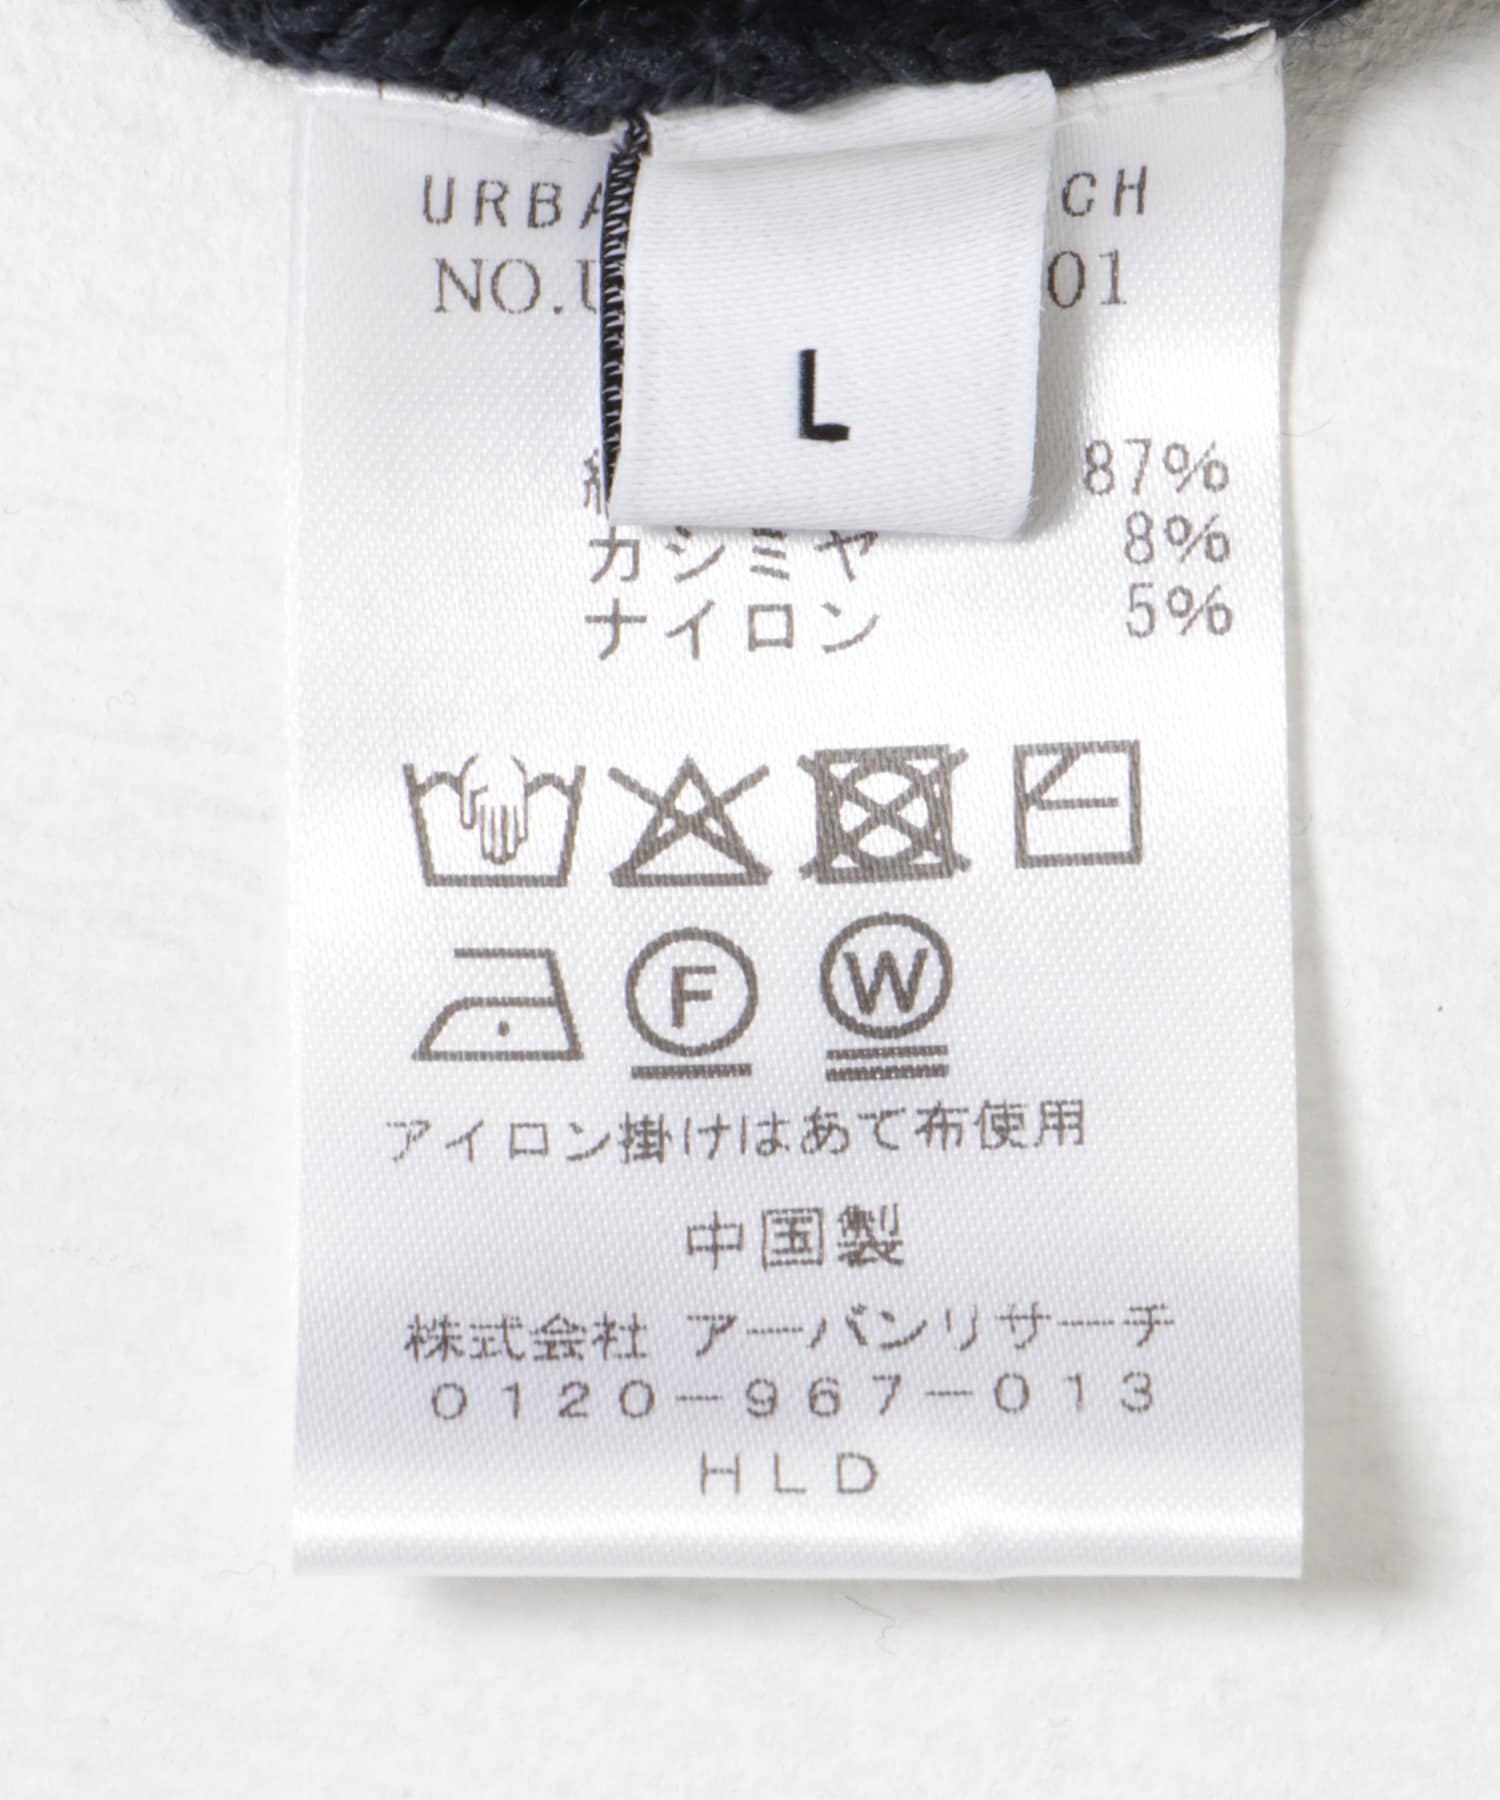 L
87%
カシミヤ 8%
ナイロン 5%
F W
アイロン掛けはあて布使用
中国製
株式会社 アーバンリサーチ
0120-967-013
HLD